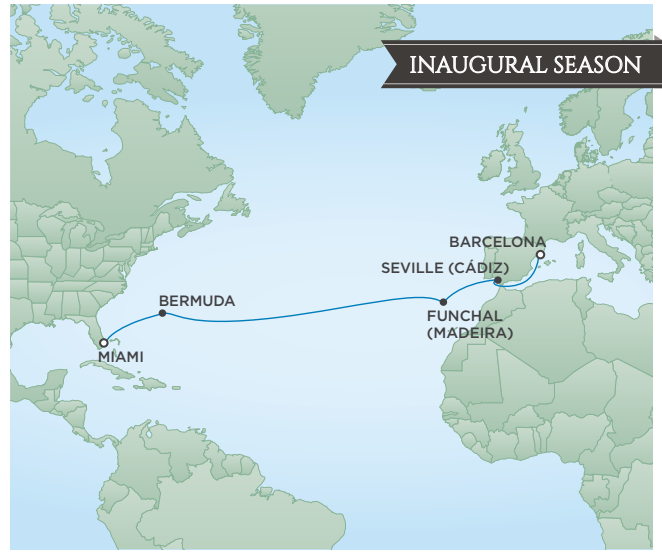 INAUGURAL SEASON
BARCELONA
SEVILLE (CÁDIZ)
BERMUDA
FUNCHAL
(MADEIRA)
MIAMI